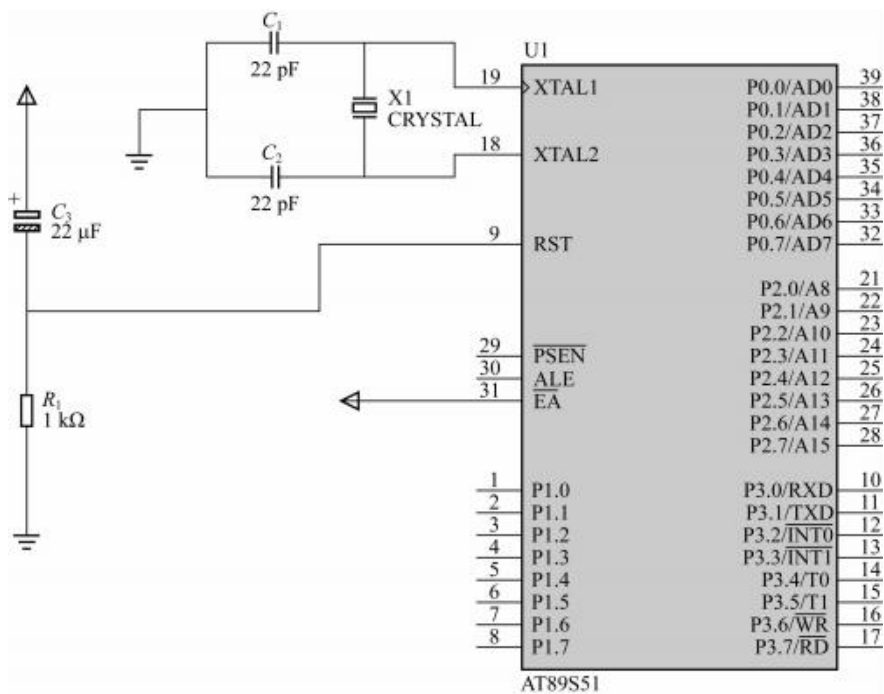 C₁
22 pF
X1
CRYSTAL
C₂
22 pF
+
C₃
22 μF
R₁
1 kΩ
U1
19 XTAL1
18 XTAL2
9 RST
29 PSEN
30 ALE
31 EA
1 P1.0
2 P1.1
3 P1.2
4 P1.3
5 P1.4
6 P1.5
7 P1.6
8 P1.7
P0.0/AD0 39
P0.1/AD1 38
P0.2/AD2 37
P0.3/AD3 36
P0.4/AD4 35
P0.5/AD5 34
P0.6/AD6 33
P0.7/AD7 32
P2.0/A8 21
P2.1/A9 22
P2.2/A10 23
P2.3/A11 24
P2.4/A12 25
P2.5/A13 26
P2.6/A14 27
P2.7/A15 28
P3.0/RXD 10
P3.1/TXD 11
P3.2/INT0 12
P3.3/INT1 13
P3.4/T0 14
P3.5/T1 15
P3.6/WR 16
P3.7/RD 17
AT89S51